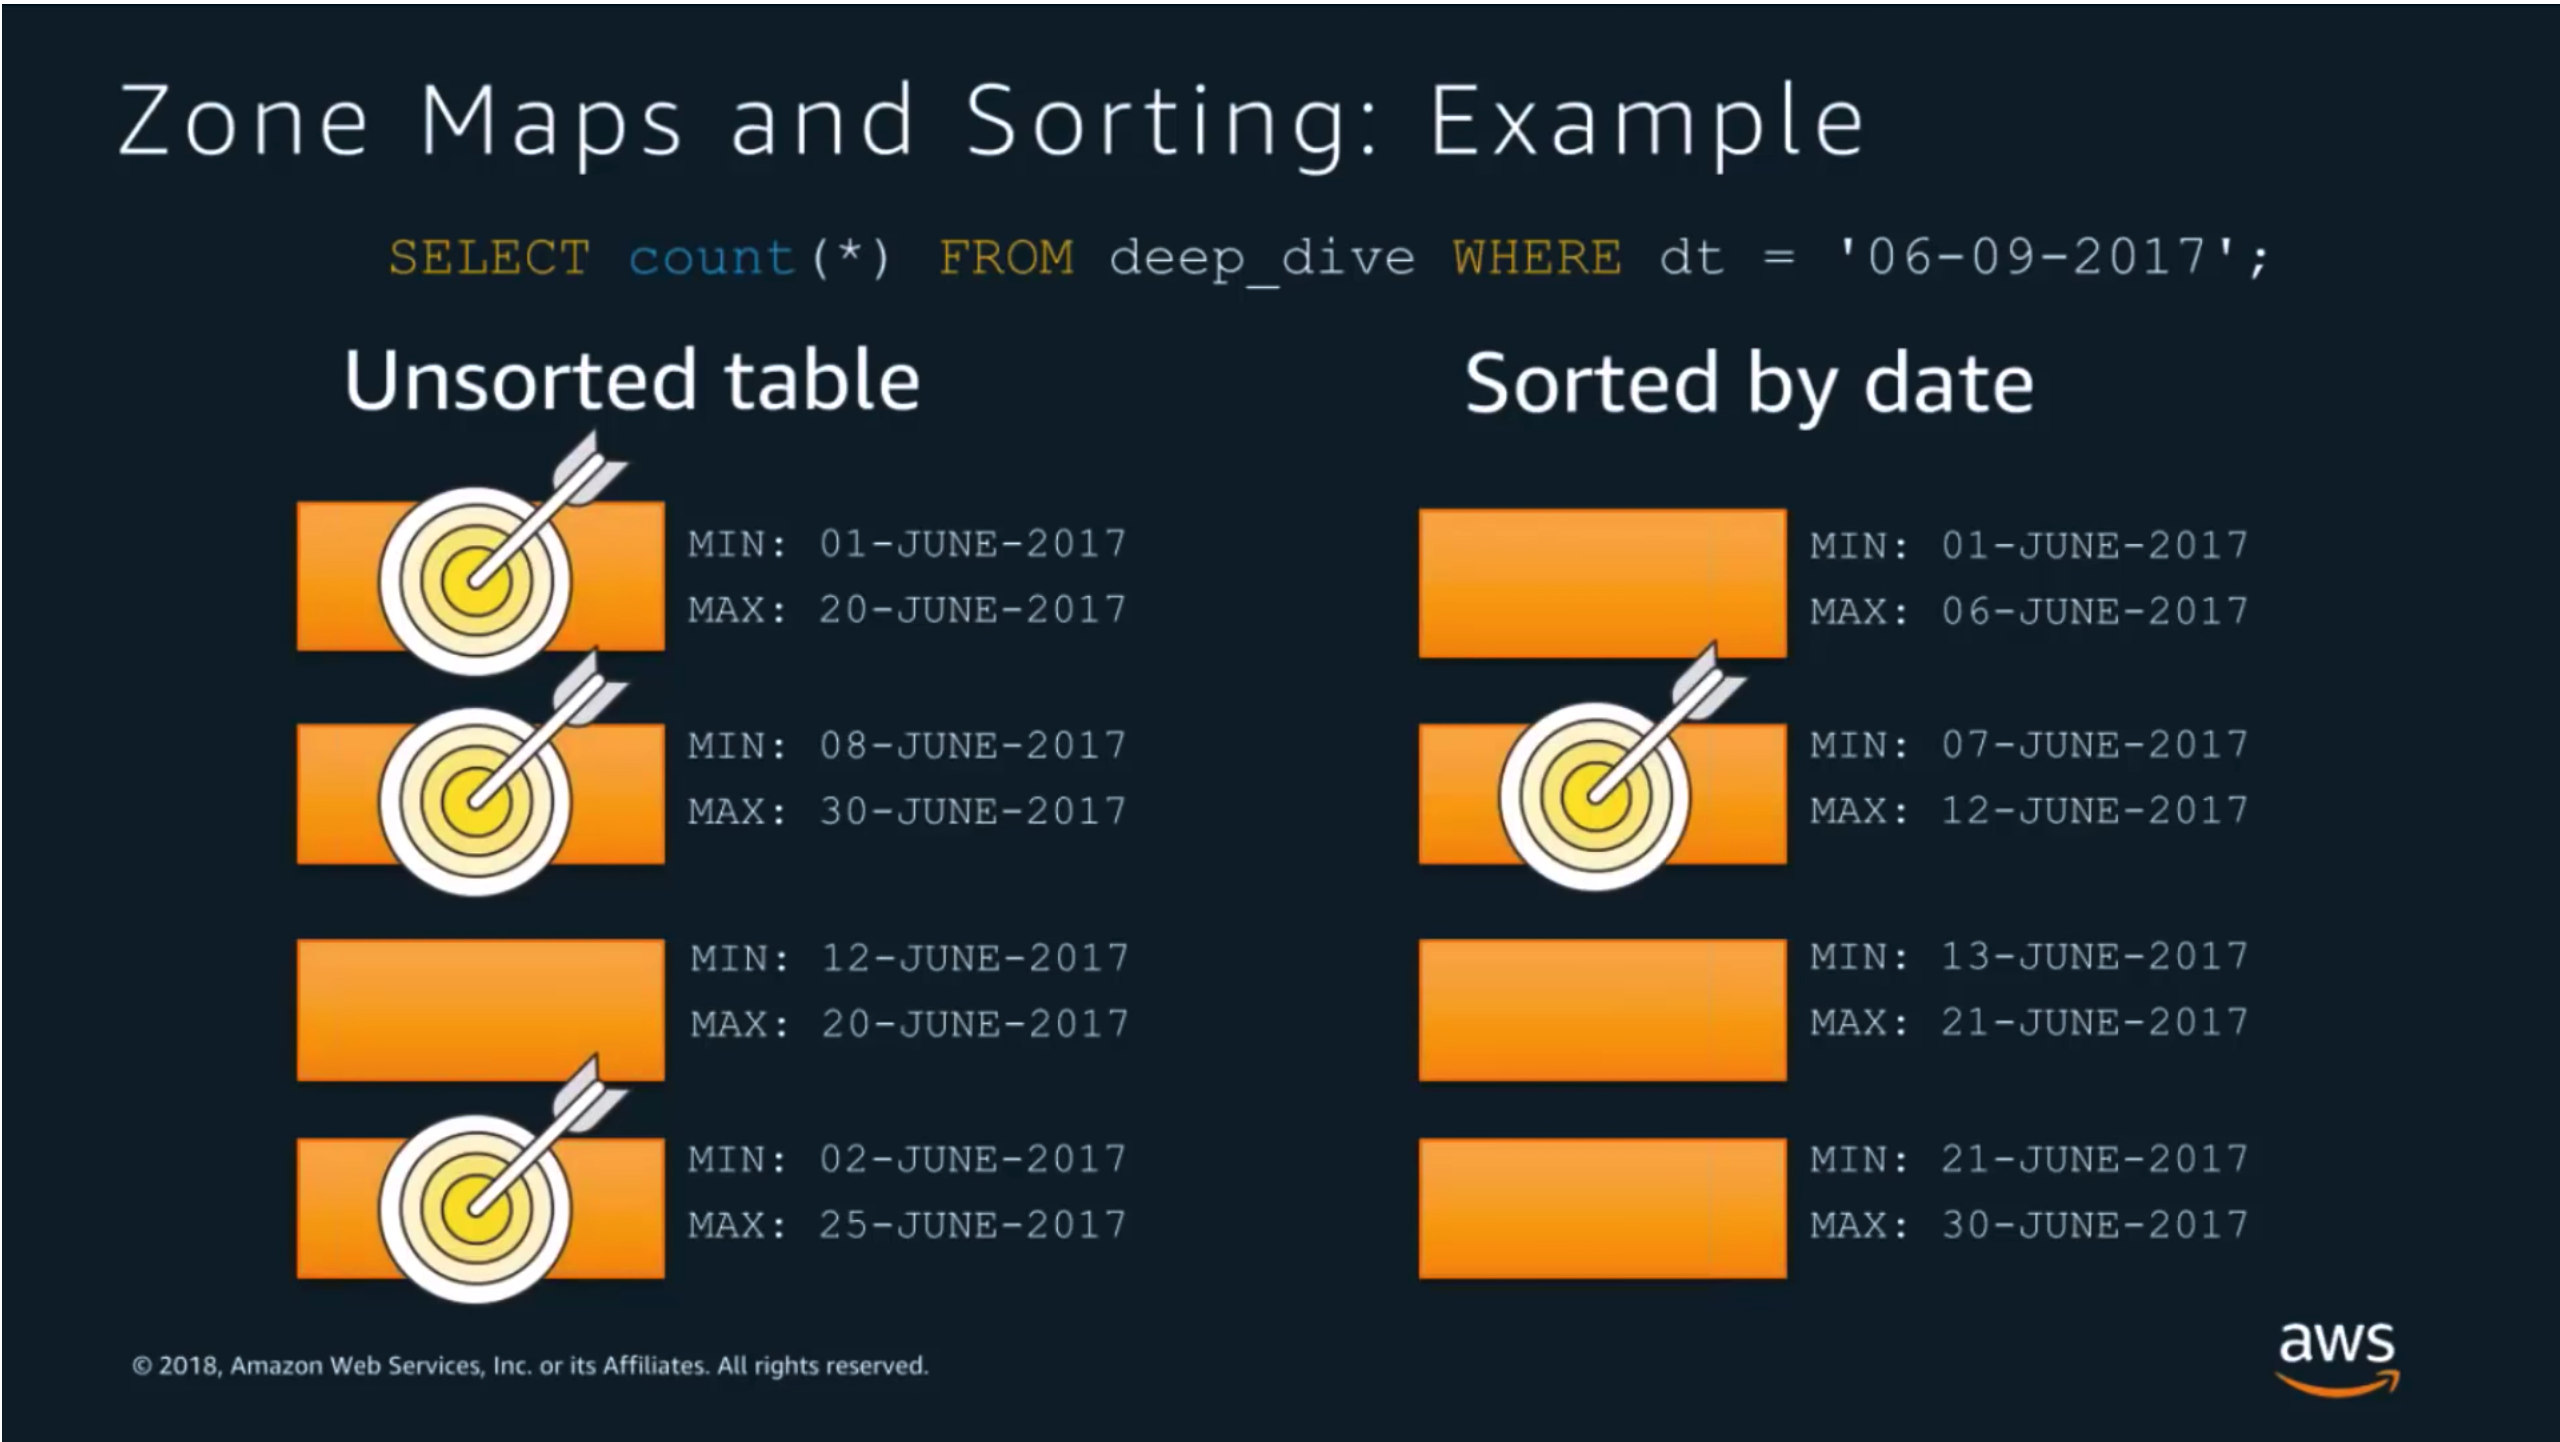 Zone Maps and Sorting: Example
SELECT count(*) FROM deep_dive WHERE dt = '06-09-2017';
Unsorted table
MIN: 01-JUNE-2017
MAX: 20-JUNE-2017
MIN: 08-JUNE-2017
MAX: 30-JUNE-2017
MIN: 12-JUNE-2017
MAX: 20-JUNE-2017
MIN: 02-JUNE-2017
MAX: 25-JUNE-2017
Sorted by date
MIN: 01-JUNE-2017
MAX: 06-JUNE-2017
MIN: 07-JUNE-2017
MAX: 12-JUNE-2017
MIN: 13-JUNE-2017
MAX: 21-JUNE-2017
MIN: 21-JUNE-2017
MAX: 30-JUNE-2017
© 2018, Amazon Web Services, Inc. or its Affiliates. All rights reserved.
aws